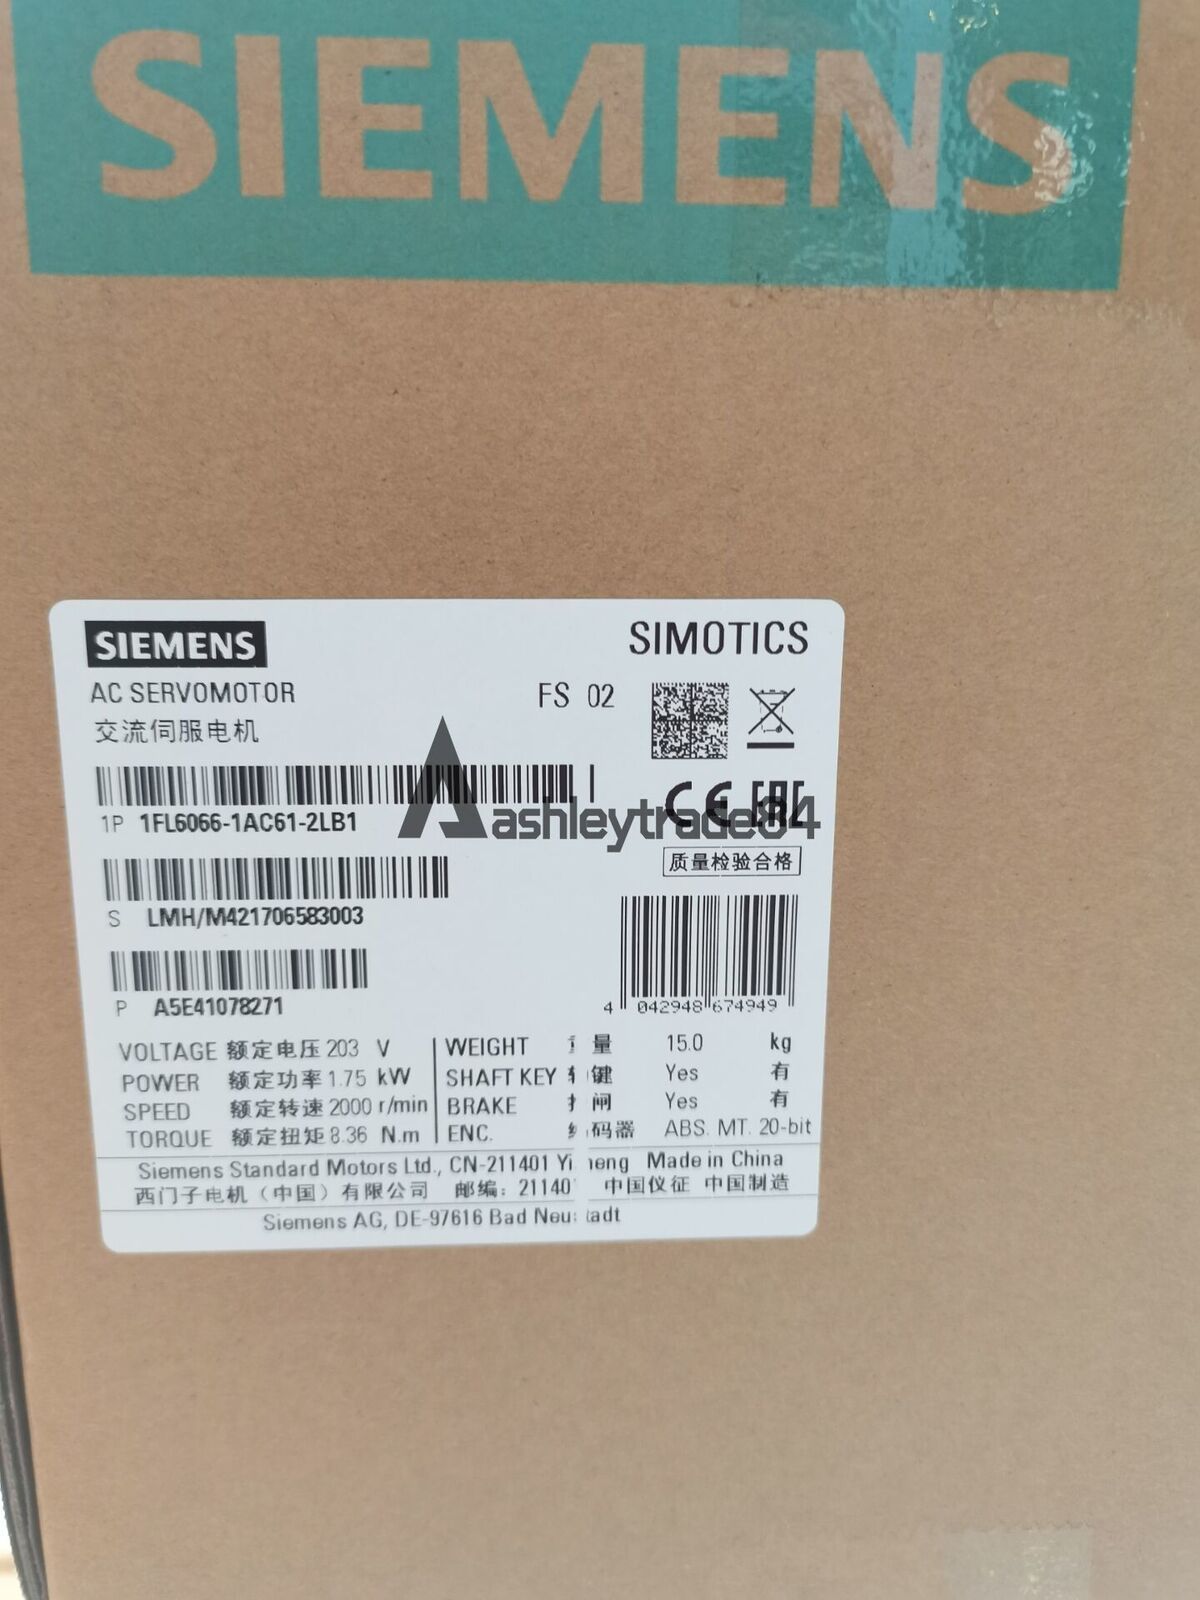 SIEMENS
SIEMENS
SIMOTICS
AC SERVOMOTOR
FS 02
交流伺服电机
1P 1FL6066-1AC61-2LB1
ashleytrade84
CE EAC
质量检验合格
S LMH/M421706583003
P A5E41078271
4 042948 674949
VOLTAGE 额定电压 203 V
WEIGHT 量 15.0 kg
POWER 额定功率 1.75 kW
SHAFT KEY 键 Yes 有
SPEED 额定转速 2000 r/min
BRAKE 闸 Yes 有
TORQUE 额定扭矩 8.36 N.m
ENC. 码器 ABS. MT. 20-bit
Siemens Standard Motors Ltd., CN-211401 Made in China
西门子电机（中国）有限公司 邮编：21140 中国仪征 中国制造
Siemens AG, DE-97616 Bad